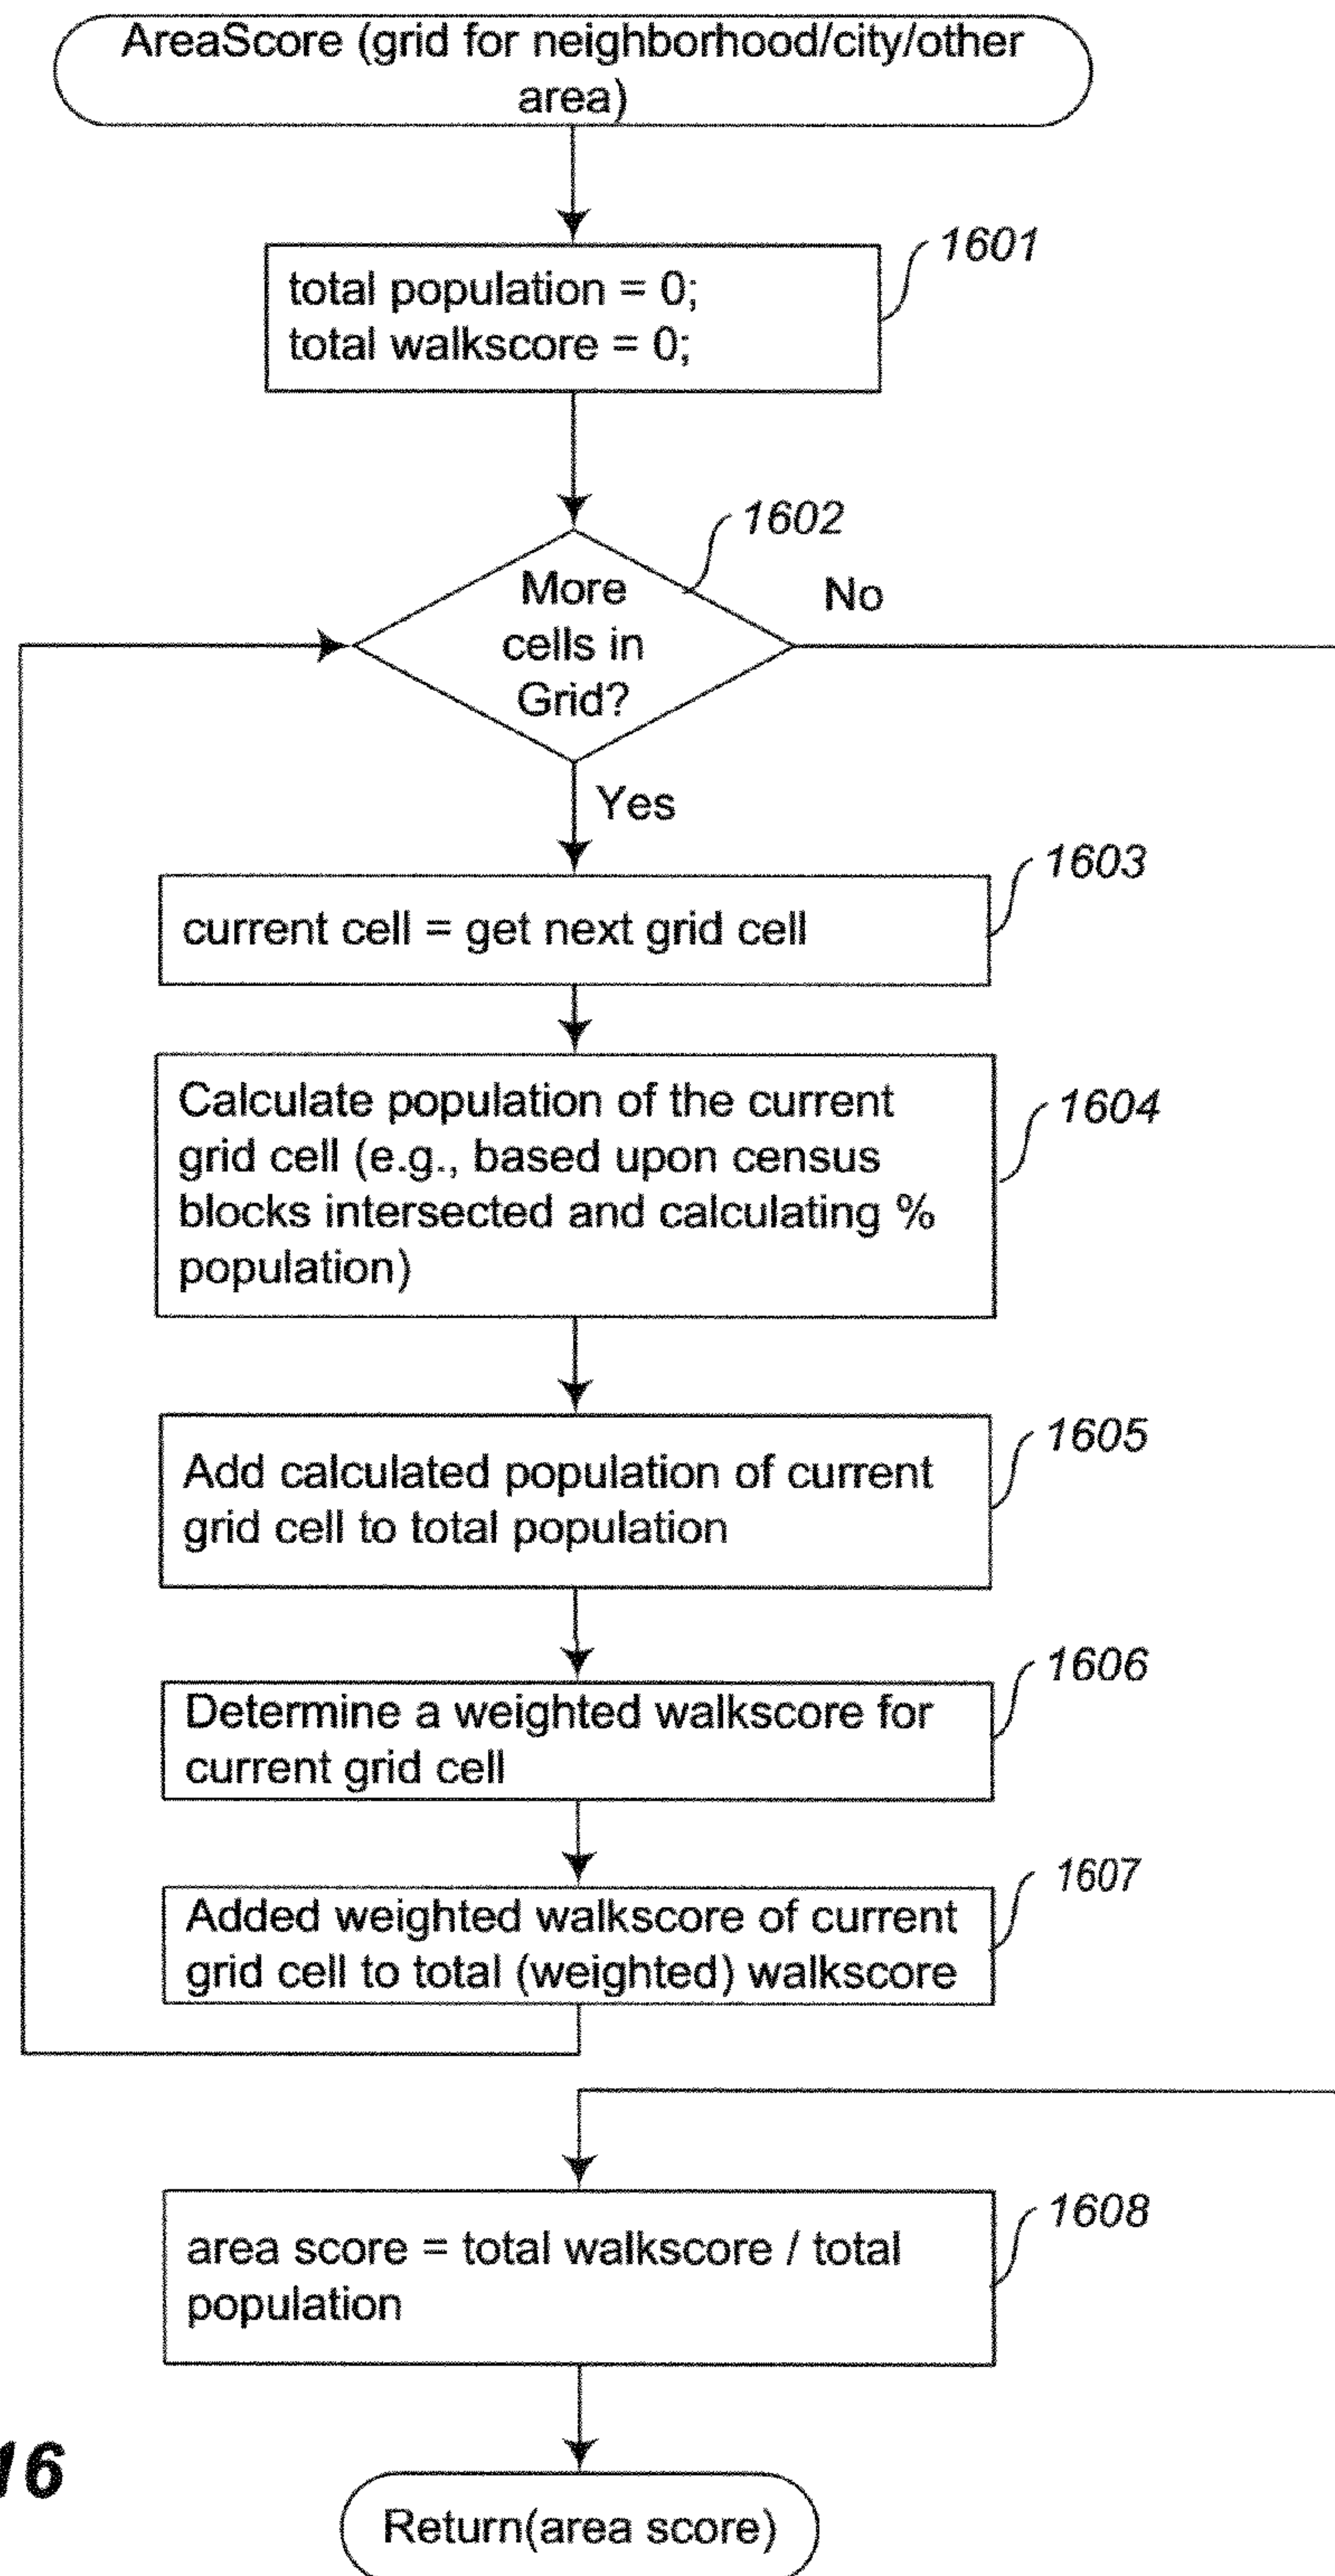 AreaScore (grid for neighborhood/city/other
area)
1601
total population = 0;
total walkscore = 0;
1602
More
cells in
Grid?
No
Yes
1603
current cell = get next grid cell
1604
Calculate population of the current
grid cell (e.g., based upon census
blocks intersected and calculating %
population)
1605
Add calculated population of current
grid cell to total population
1606
Determine a weighted walkscore for
current grid cell
1607
Added weighted walkscore of current
grid cell to total (weighted) walkscore
1608
area score = total walkscore / total
population
16
Return(area score)